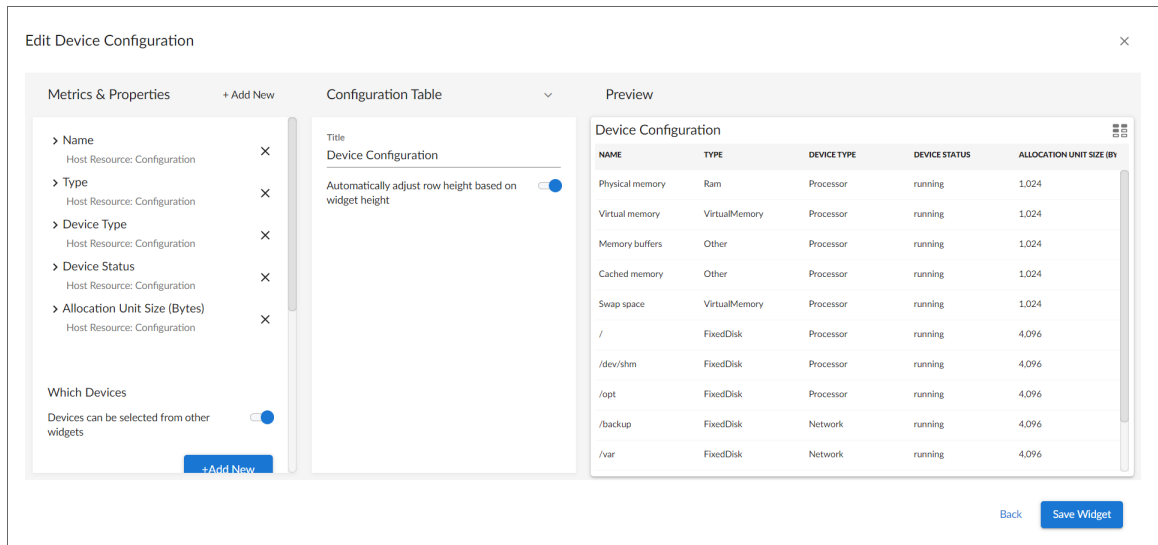 Edit Device Configuration
Metrics & Properties
+ Add New
Configuration Table
Preview
Name
Host Resource: Configuration
Type
Host Resource: Configuration
Device Type
Host Resource: Configuration
Device Status
Host Resource: Configuration
Allocation Unit Size (Bytes)
Host Resource: Configuration
Which Devices
Devices can be selected from other
widgets
+Add New
Title
Device Configuration
Automatically adjust row height based on
widget height
Device Configuration
NAME TYPE DEVICE TYPE DEVICE STATUS ALLOCATION UNIT SIZE (BY
Physical memory Ram Processor running 1,024
Virtual memory VirtualMemory Processor running 1,024
Memory buffers Other Processor running 1,024
Cached memory Other Processor running 1,024
Swap space VirtualMemory Processor running 1,024
/ FixedDisk Processor running 4,096
/dev/shm FixedDisk Processor running 4,096
/opt FixedDisk Processor running 4,096
/backup FixedDisk Network running 4,096
/var FixedDisk Network running 4,096
Back
Save Widget